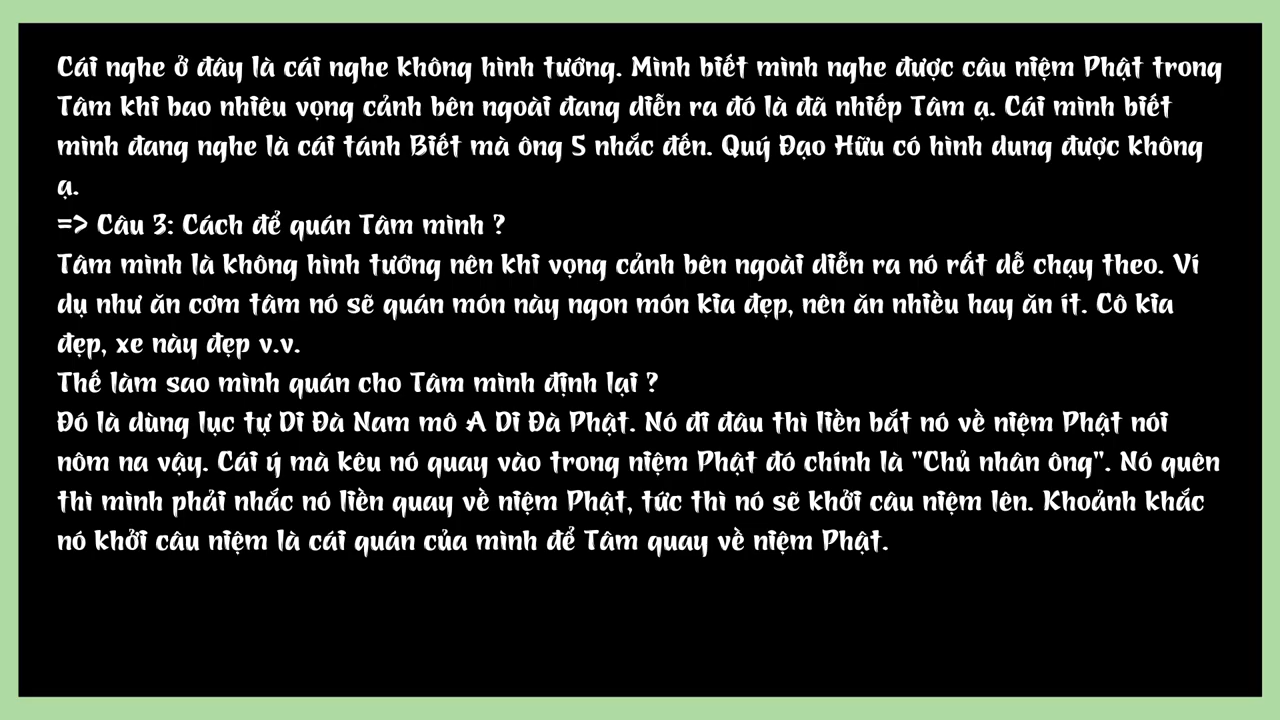 Cái nghe ở đây là cái nghe không hình tướng. Mình biết mình nghe được câu niệm Phật trong
Tâm khi bao nhiêu vọng cảnh bên ngoài đang diễn ra đó là đã nhiếp Tâm ạ. Cái mình biết
mình đang nghe là cái tánh Biết mà ông 5 nhắc đến. Quý Đạo Hữu có hình dung được không
ạ.
=> Câu 3: Cách để quán Tâm mình ?
Tâm mình là không hình tướng nên khi vọng cảnh bên ngoài diễn ra nó rất dễ chạy theo. Ví
dụ như ăn cơm tâm nó sẽ quán món này ngon món kia đẹp, nên ăn nhiều hay ăn ít. Cô kia
đẹp, xe này đẹp v.v.
Thế làm sao mình quán cho Tâm mình định lại ?
Đó là dùng lục tự Di Đà Nam mô A Di Đà Phật. Nó đi đâu thì liền bắt nó về niệm Phật nói
nôm na vậy. Cái ý mà kêu nó quay vào trong niệm Phật đó chính là "Chủ nhân ông". Nó quên
thì mình phải nhắc nó liền quay về niệm Phật, tức thì nó sẽ khởi câu niệm lên. Khoảnh khắc
nó khởi câu niệm là cái quán của mình để Tâm quay về niệm Phật.